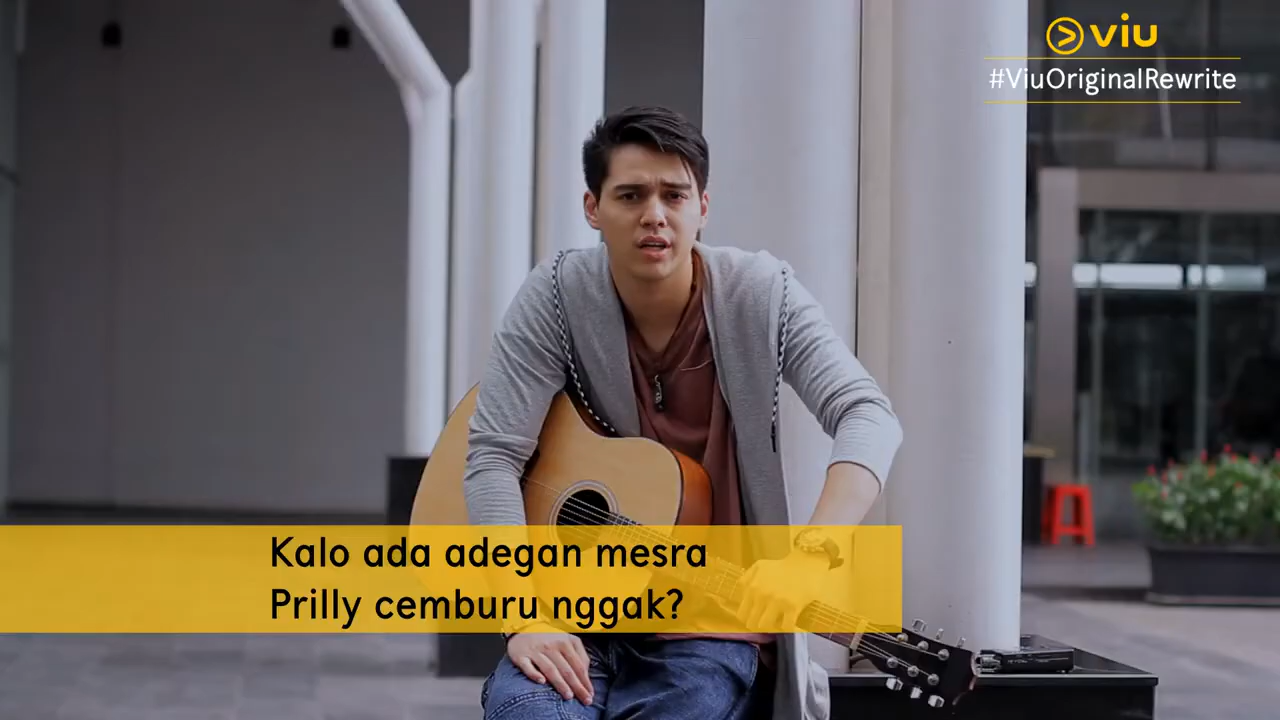 viu
#ViuOriginalRewrite
Kalo ada adegan mesra
Prilly cemburu nggak?